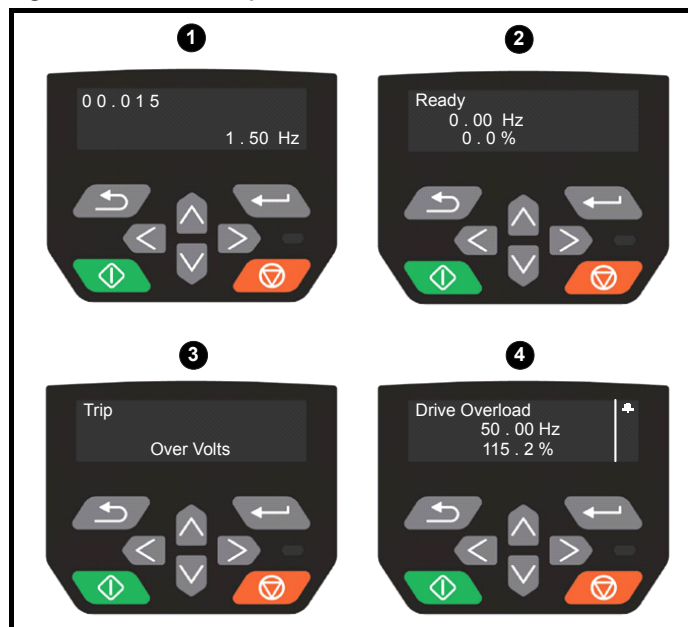 1
2
00.015
1.50 Hz
Ready
0.00 Hz
0.0%
3
4
Trip
Over Volts
Drive Overload
50.00 Hz
115.2 %